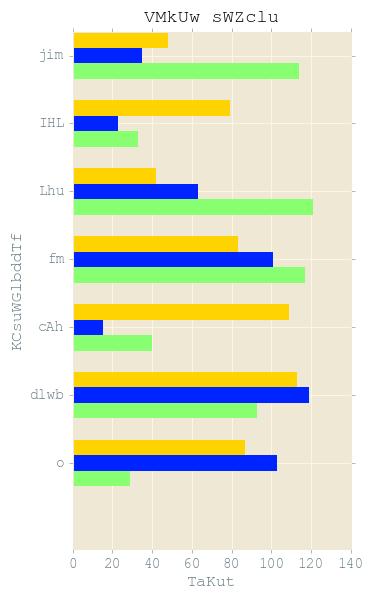 VMkUw sWZclu
jim
IHL
Lhu
fm
cAh
dlwb
o
KCsuWGlbddTf
0 20 40 60 80 100 120 140
TaKut